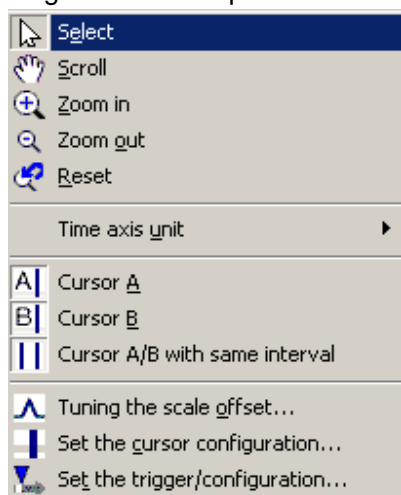 Select
Scroll
Zoom in
Zoom out
Reset
Time axis unit
A Cursor A
B Cursor B
Cursor A/B with same interval
Tuning the scale offset...
Set the cursor configuration...
Set the trigger/configuration...